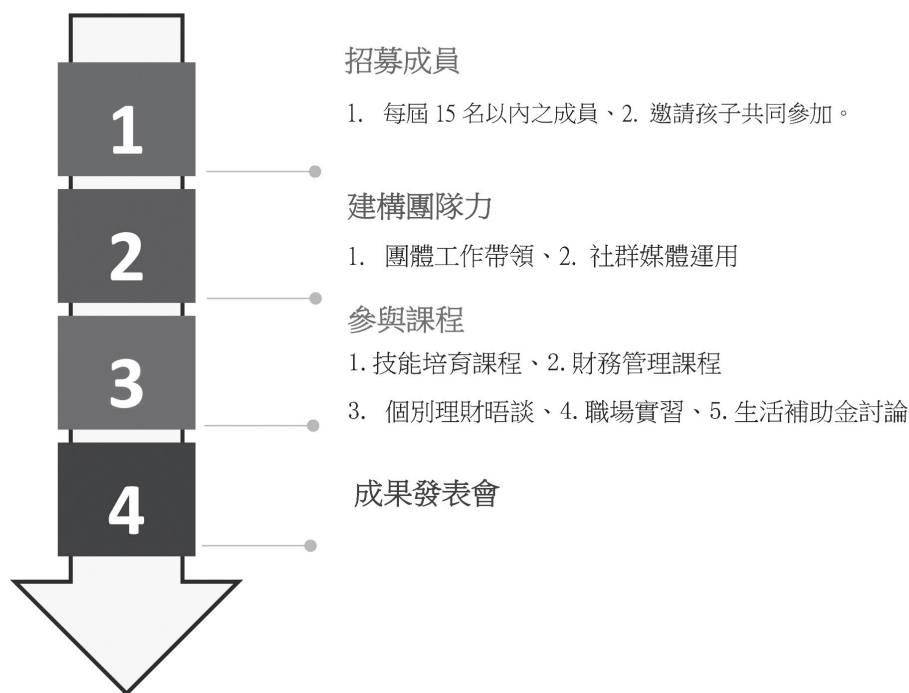 1
招募成員
1. 每屆 15 名以內之成員、2. 邀請孩子共同參加。
2
建構團隊力
1. 團體工作帶領、2. 社群媒體運用
3
參與課程
1.技能培育課程、2.財務管理課程
3. 個別理財晤談、4.職場實習、5.生活補助金討論
4
成果發表會